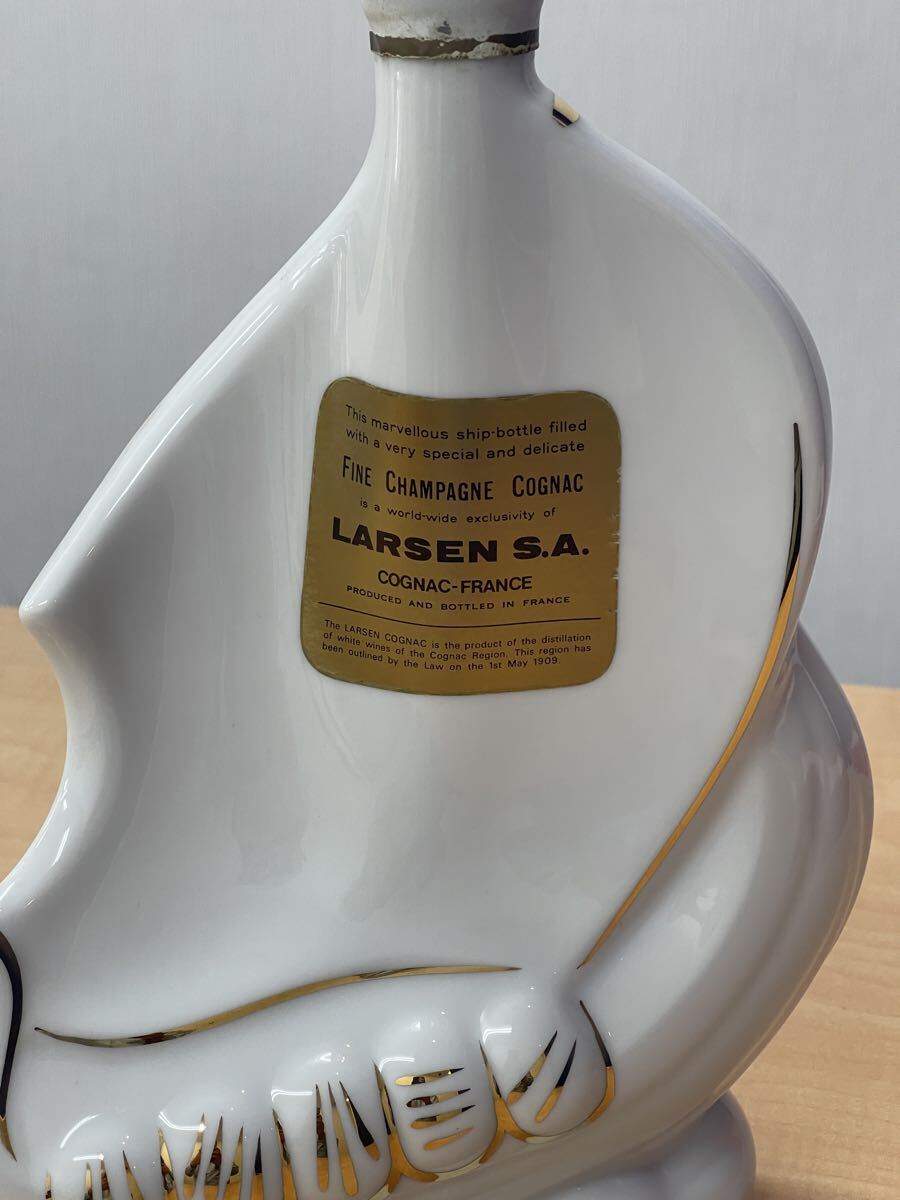 This marvellous ship-bottle filled
with a very special and delicate
FINE CHAMPAGNE COGNAC
is a world-wide exclusivity of
LARSEN S.A.
COGNAC-FRANCE
PRODUCED AND BOTTLED IN FRANCE
The LARSEN COGNAC is the product of the distillation
of white wines of the Cognac Region. This region has
been outlined by the Law on the 1st May 1909.